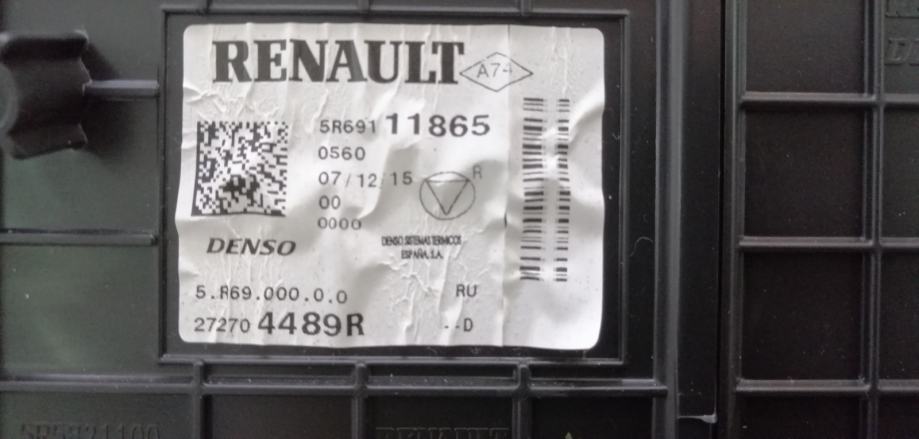 RENAULT A74
5R691 11865
0560
07/12/15
R
00
0000
DENSO
DENSO SISTEMAS TERMICOS
ESPAÑA, S.A.
5.R69.000.0.0 RU
27270 4489R --D